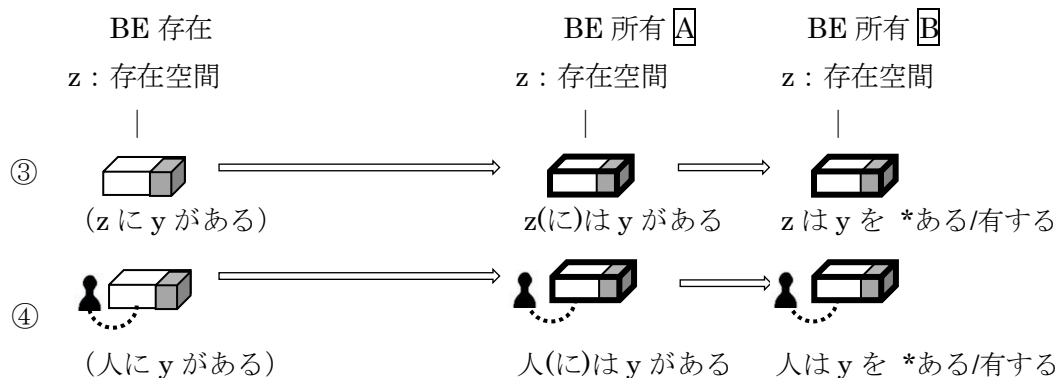 BE 存在 BE 所有 A BE 所有 B
z：存在空間 z：存在空間 z：存在空間
③
(z に y がある) z(に)は y がある z は y を *ある/有する
④
(人に y がある) 人(に)は y がある 人は y を *ある/有する